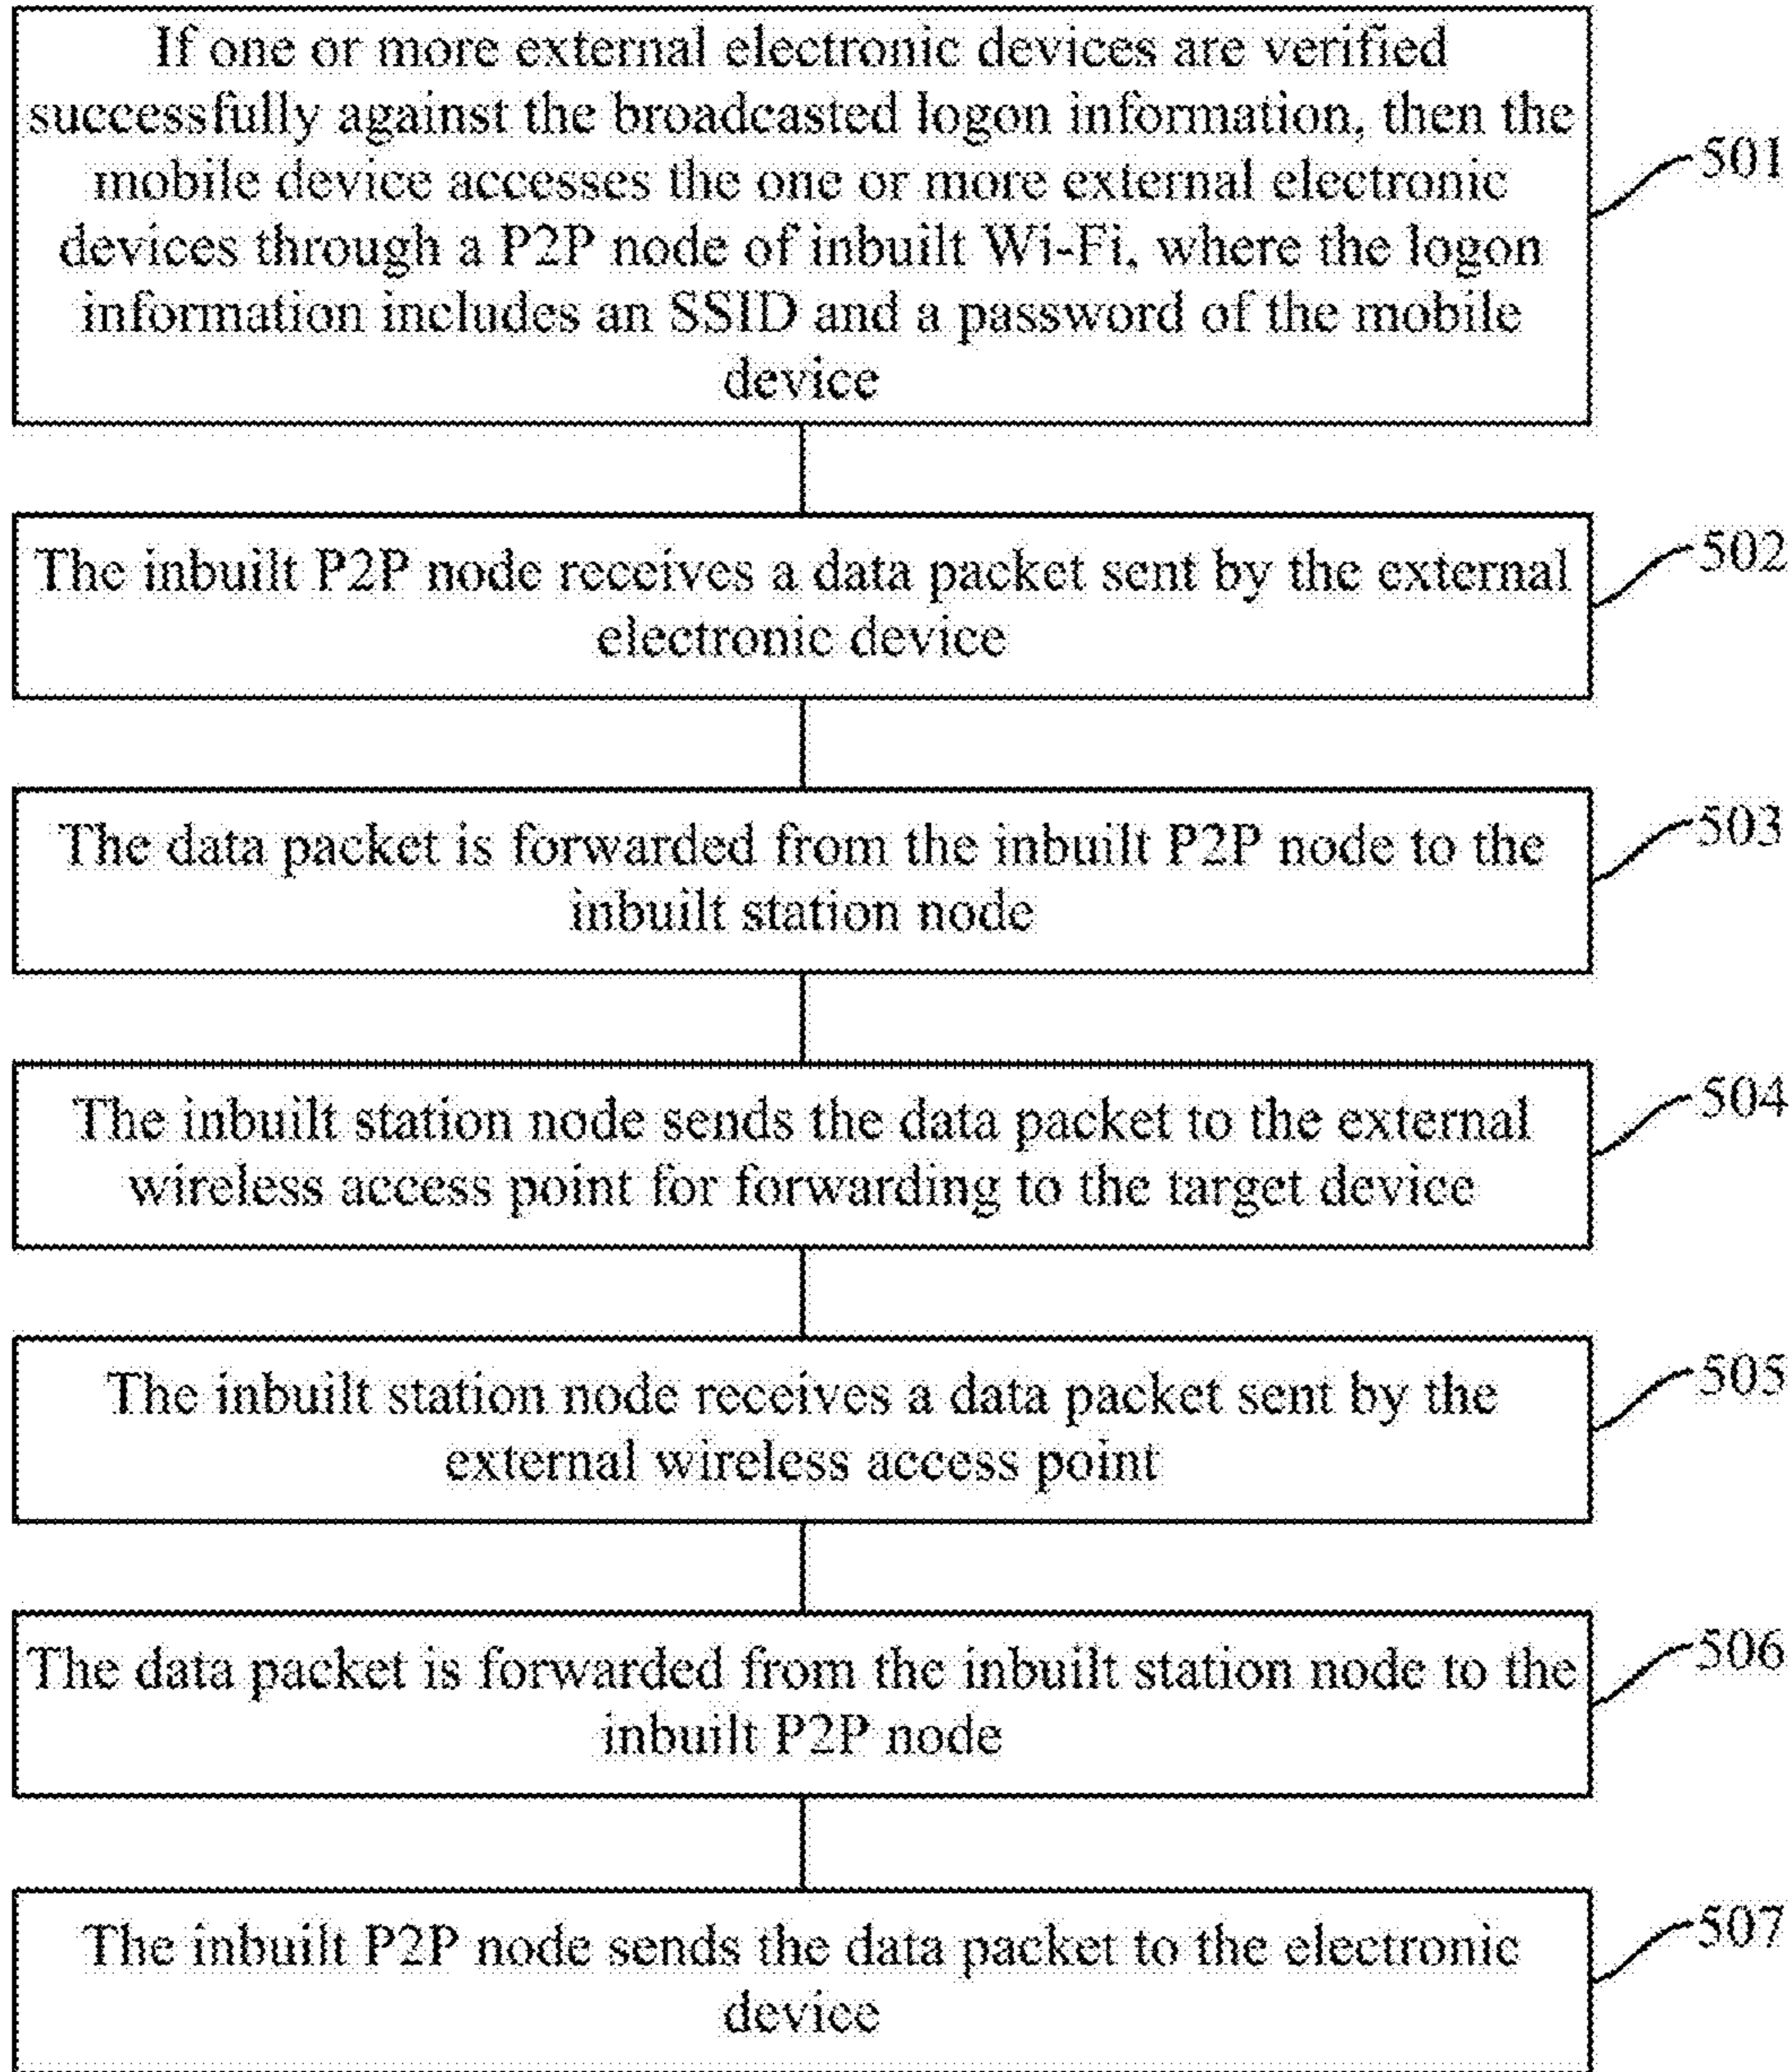 If one or more external electronic devices are verified
successfully against the broadcasted logon information, then the
mobile device accesses the one or more external electronic
devices through a P2P node of inbuilt Wi-Fi, where the logon
information includes an SSID and a password of the mobile
device
501
The inbuilt P2P node receives a data packet sent by the external
electronic device
502
The data packet is forwarded from the inbuilt P2P node to the
inbuilt station node
503
The inbuilt station node sends the data packet to the external
wireless access point for forwarding to the target device
504
The inbuilt station node receives a data packet sent by the
external wireless access point
505
The data packet is forwarded from the inbuilt station node to the
inbuilt P2P node
506
The inbuilt P2P node sends the data packet to the electronic
device
507